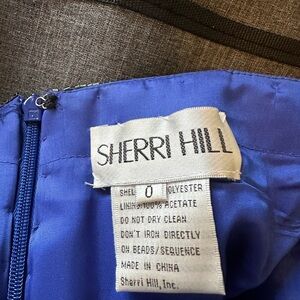 SHERRI HILL
0
SHEL OLYESTER
LINING:100% ACETATE
DO NOT DRY CLEAN
DON'T IRON DIRECTLY
ON BEADS/SEQUENCE
MADE IN CHINA
Sherri Hill,Inc.